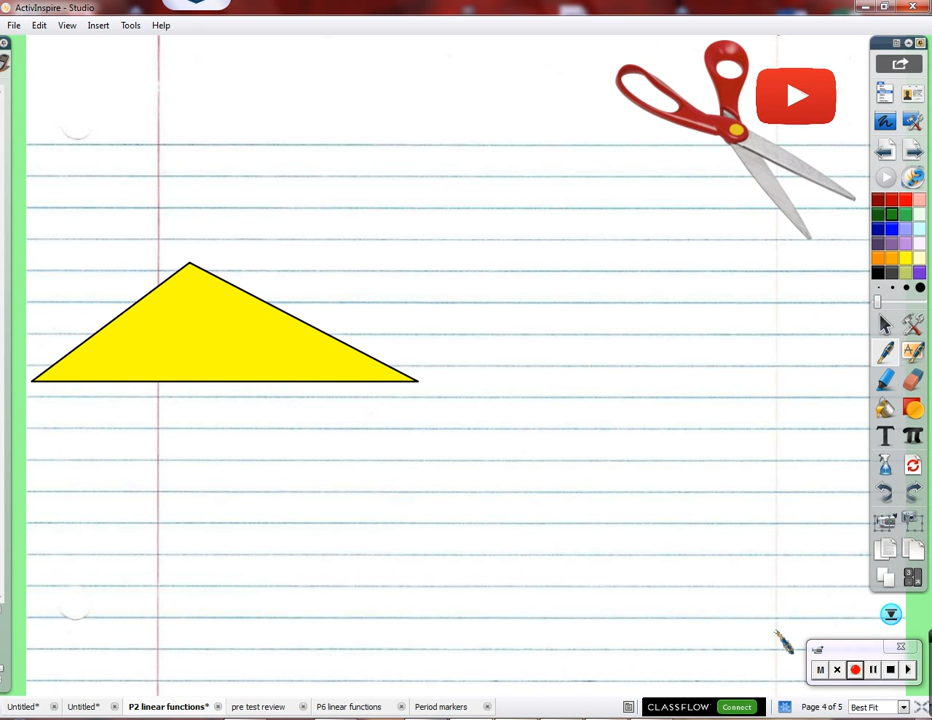 ActivInspire - Studio
File Edit View Insert Tools Help
T π
M
Untitled* Untitled* P2 linear functions* pre test review P6 linear functions Period markers CLASSFLOW Connect Page 4 of 5 Best Fit